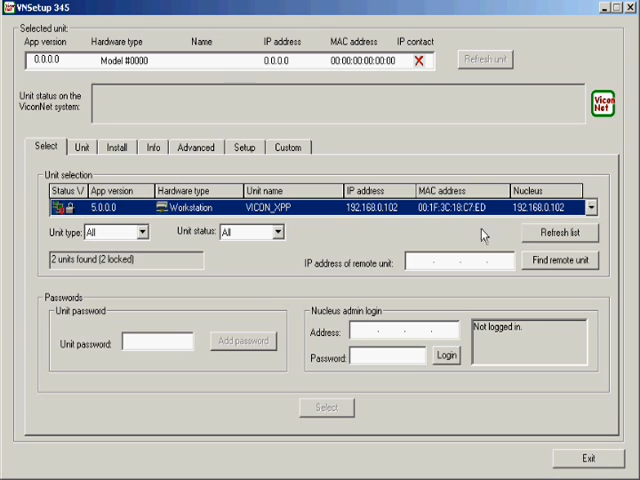 VNSetup 345
Selected unit:
App version Hardware type Name IP address MAC address IP contact
0.0.0.0 Model #0000 0.0.0.0 00:00:00:00:00:00
Refresh unit
Unit status on the
ViconNet system:
Vicon
Net
Select Unit Install Info Advanced Setup Custom
Unit selection
Status \/ App version Hardware type Unit name IP address MAC address Nucleus
5.0.0.0 Workstation VICON_XPP 192.168.0.102 00:1F:3C:18:C7:ED 192.168.0.102
Unit type: All Unit status: All Refresh list
2 units found (2 locked) IP address of remote unit: . . . Find remote unit
Passwords
Unit password Nucleus admin login
Address: . . . Not logged in.
Unit password: Add password
Password: Login
Select
Exit